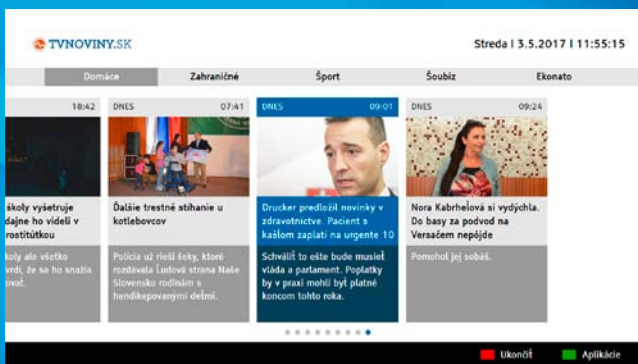 TVNOVINY.SK
Streda | 3.5.2017 | 11:55:15
Domáce Zahraničné Šport Šoubiz Ekonato
18:42
školy vyšetruje
dajne ho videli v
rostitútkou
koly ale všetko
vrdí, že sa ho snažia
ovať.
DNES 07:41
Ďalšie trestné stíhanie u
kotlebovcov
Polícia už rieši šeky, ktoré
rozdávala Ľudová strana Naše
Slovensko rodinám s
hendikepovanými deťmi.
DNES 09:01
Drucker predložil novinky v
zdravotníctve. Pacient s
kašľom zaplatí na urgente 10
Schváliť to ešte bude musieť
vláda a parlament. Poplatky
by v praxi mohli byť platné
koncom tohto roka.
DNES 09:24
Nora Kabrheľová si vydýchla.
Do basy za podvod na
Versačem nepôjde
Pomohol jej sobáš.
Ukončiť Aplikácie